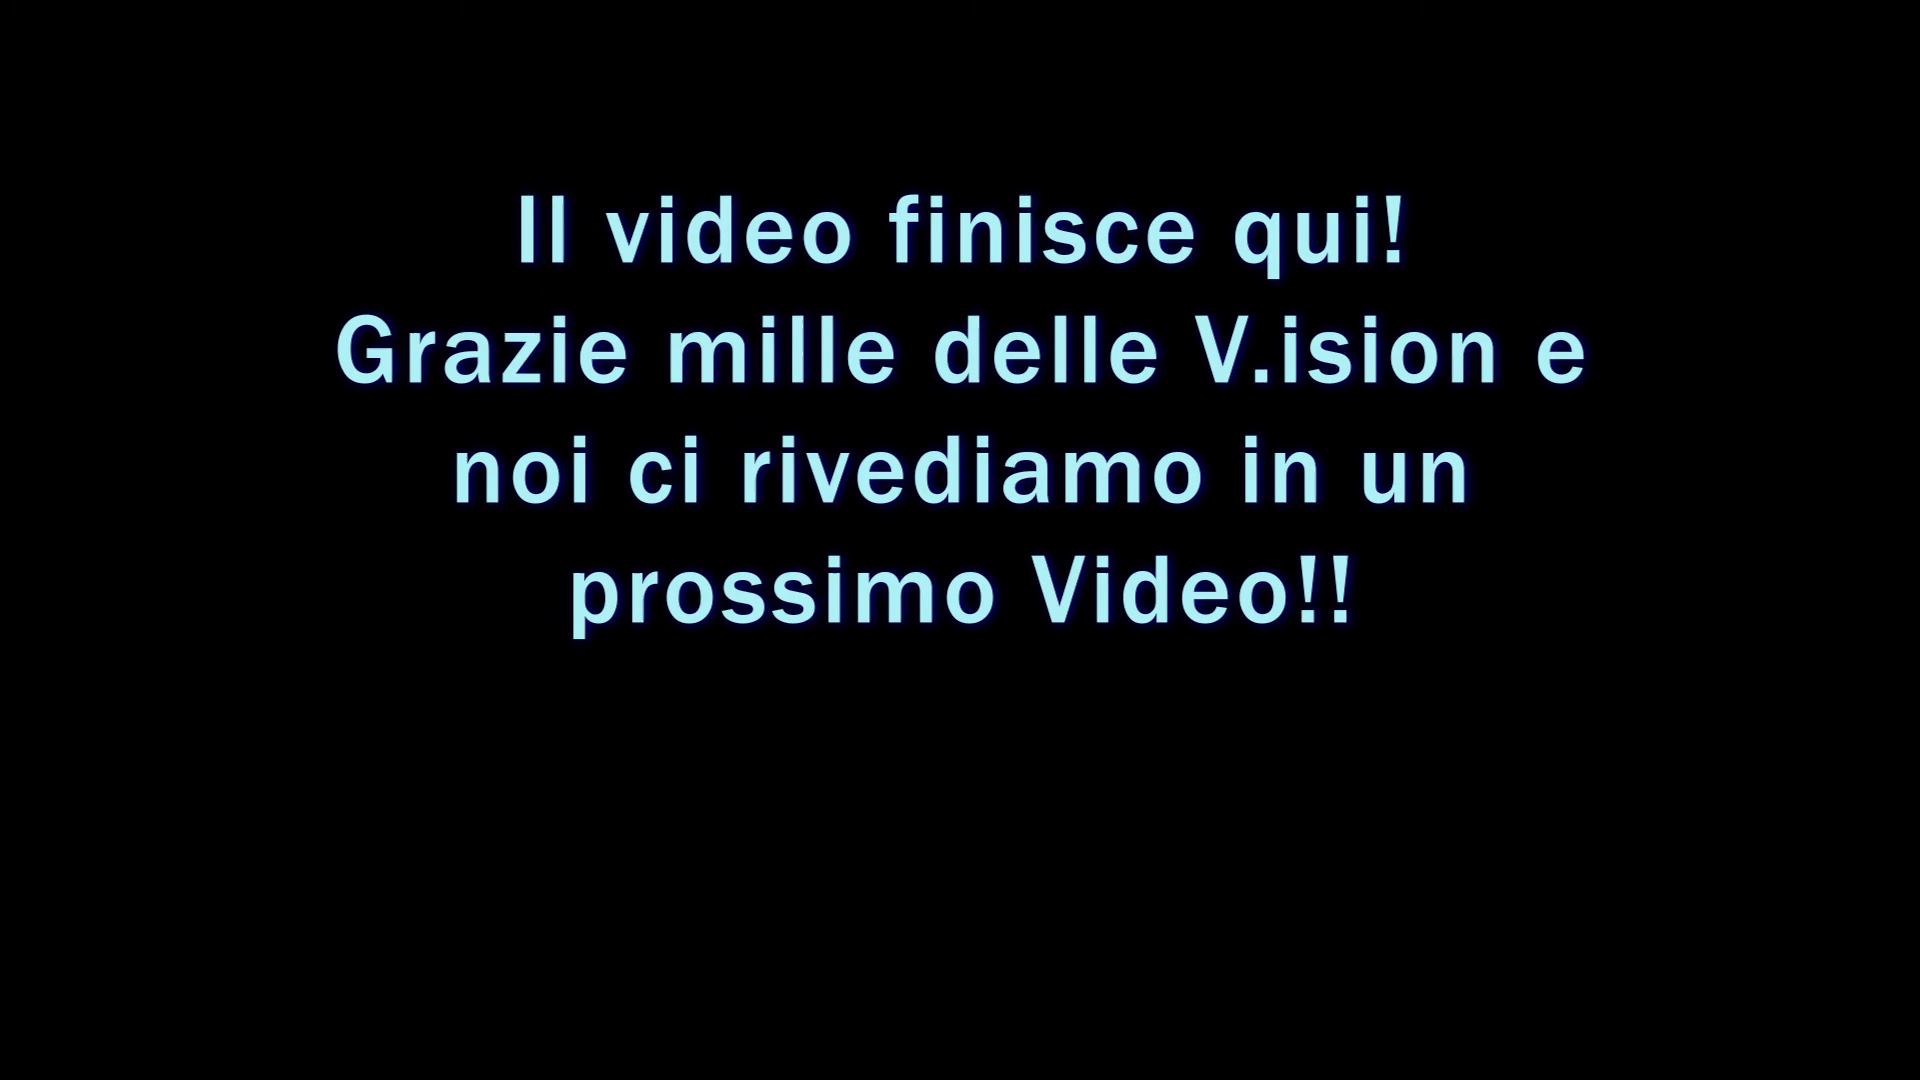 Il video finisce qui!
Grazie mille delle V.ision e
noi ci rivediamo in un
prossimo Video!!